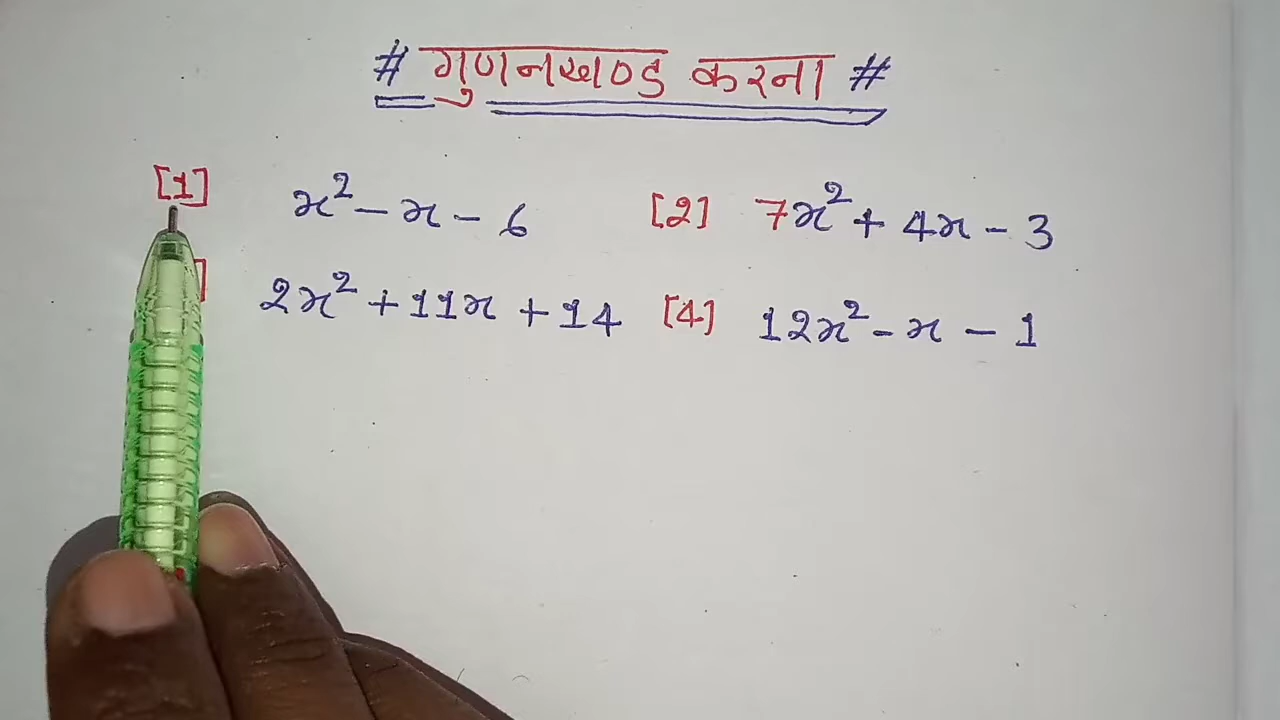 # गुणनखण्ड करना #
[1] x² - x - 6 [2] 7x² + 4x - 3
] 2x² + 11x + 14 [4] 12x² - x - 1